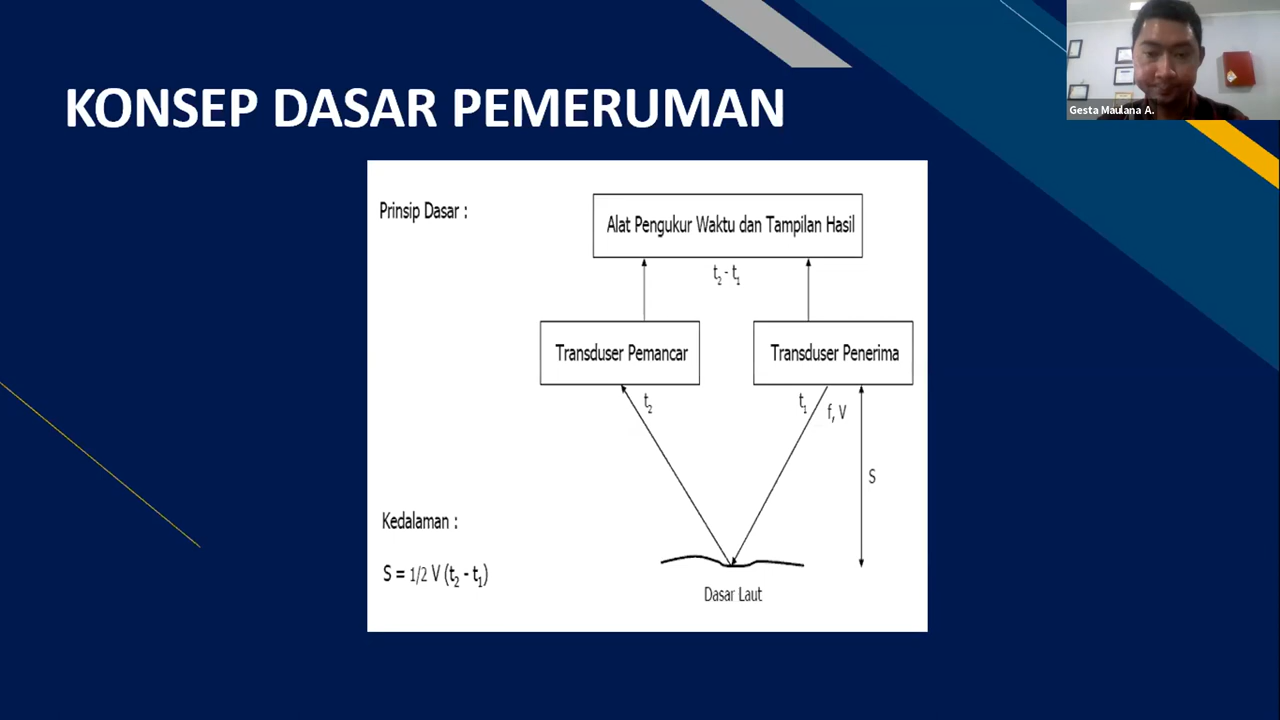 KONSEP DASAR PEMERUMAN
Gesta Maulana A.
Prinsip Dasar :
Alat Pengukur Waktu dan Tampilan Hasil
t₂ - t₁
Transduser Pemancar
Transduser Penerima
t₂
t₁
f, V
S
Kedalaman :
S = 1/2 V (t₂ - t₁)
Dasar Laut